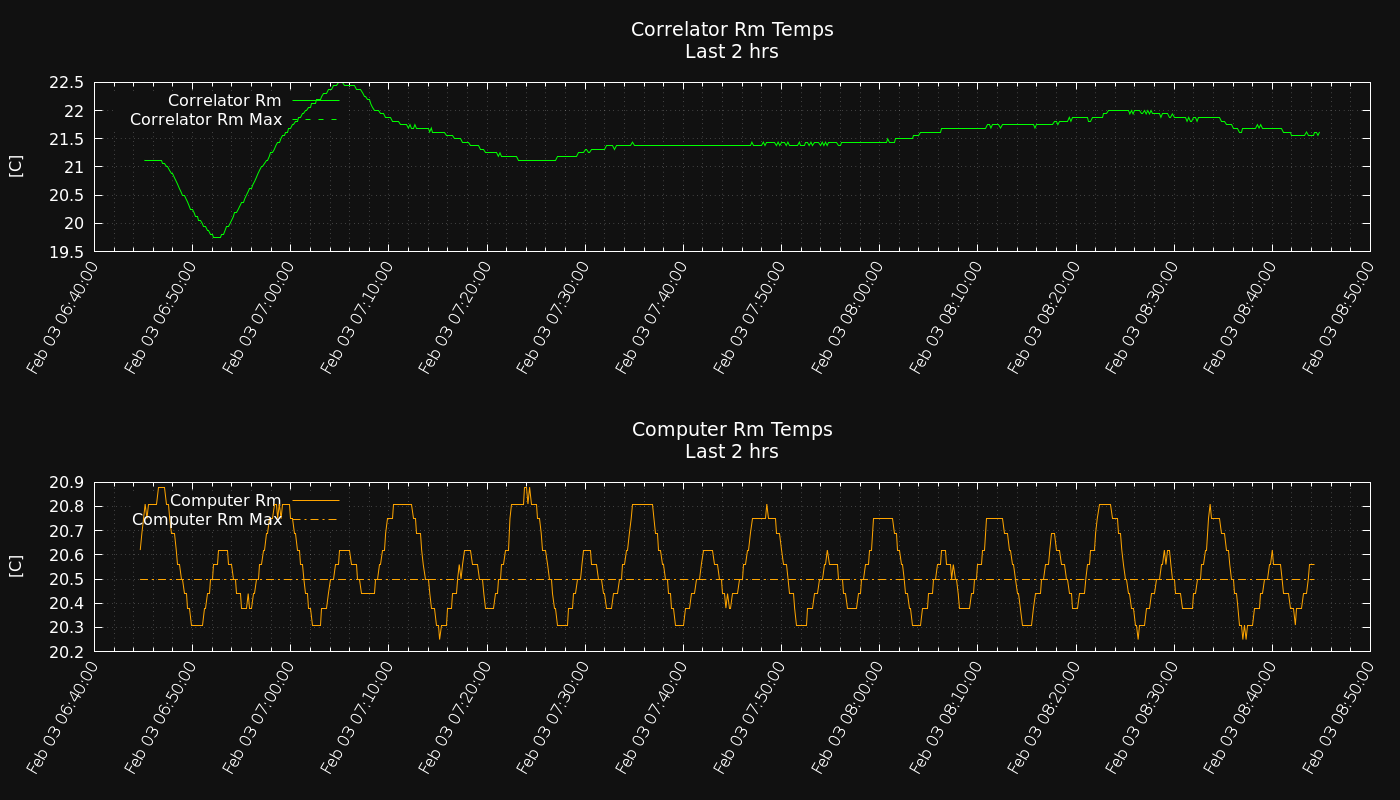 Correlator Rm Temps
Last 2 hrs
22.5
22
21.5
21
20.5
20
19.5
[C]
Correlator Rm
Correlator Rm Max
Feb 03 06:40:00
Feb 03 06:50:00
Feb 03 07:00:00
Feb 03 07:10:00
Feb 03 07:20:00
Feb 03 07:30:00
Feb 03 07:40:00
Feb 03 07:50:00
Feb 03 08:00:00
Feb 03 08:10:00
Feb 03 08:20:00
Feb 03 08:30:00
Feb 03 08:40:00
Feb 03 08:50:00
Computer Rm Temps
Last 2 hrs
20.9
20.8
20.7
20.6
20.5
20.4
20.3
20.2
[C]
Computer Rm
Computer Rm Max
Feb 03 06:40:00
Feb 03 06:50:00
Feb 03 07:00:00
Feb 03 07:10:00
Feb 03 07:20:00
Feb 03 07:30:00
Feb 03 07:40:00
Feb 03 07:50:00
Feb 03 08:00:00
Feb 03 08:10:00
Feb 03 08:20:00
Feb 03 08:30:00
Feb 03 08:40:00
Feb 03 08:50:00